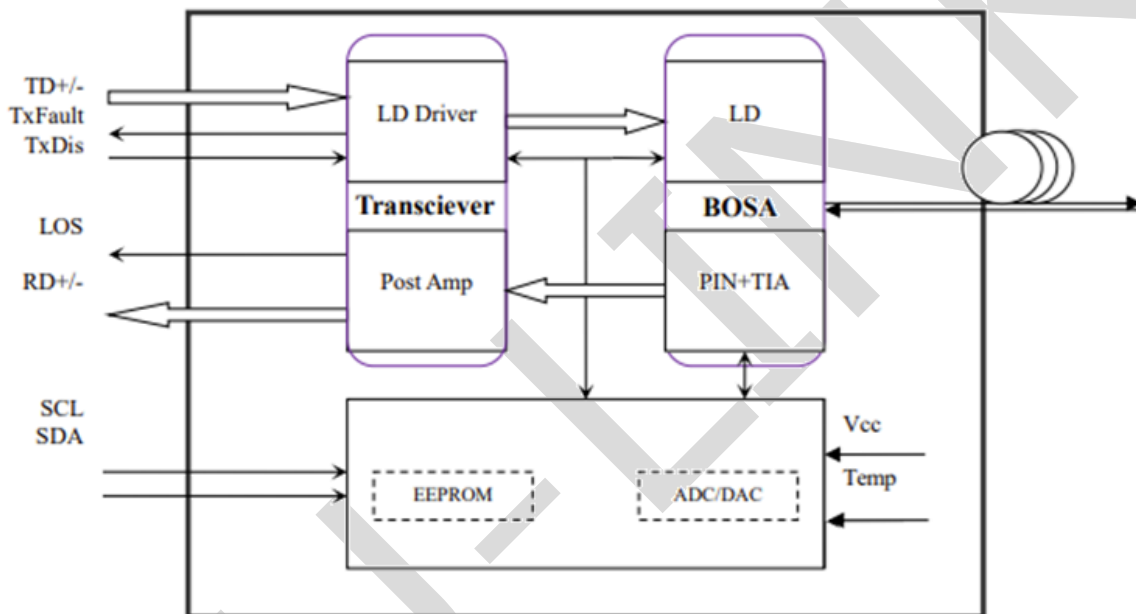 TD+/-
TxFault
TxDis
LOS
RD+/-
SCL
SDA
LD Driver
Transciever
Post Amp
LD
BOSA
PIN+TIA
EEPROM
ADC/DAC
Vcc
Temp